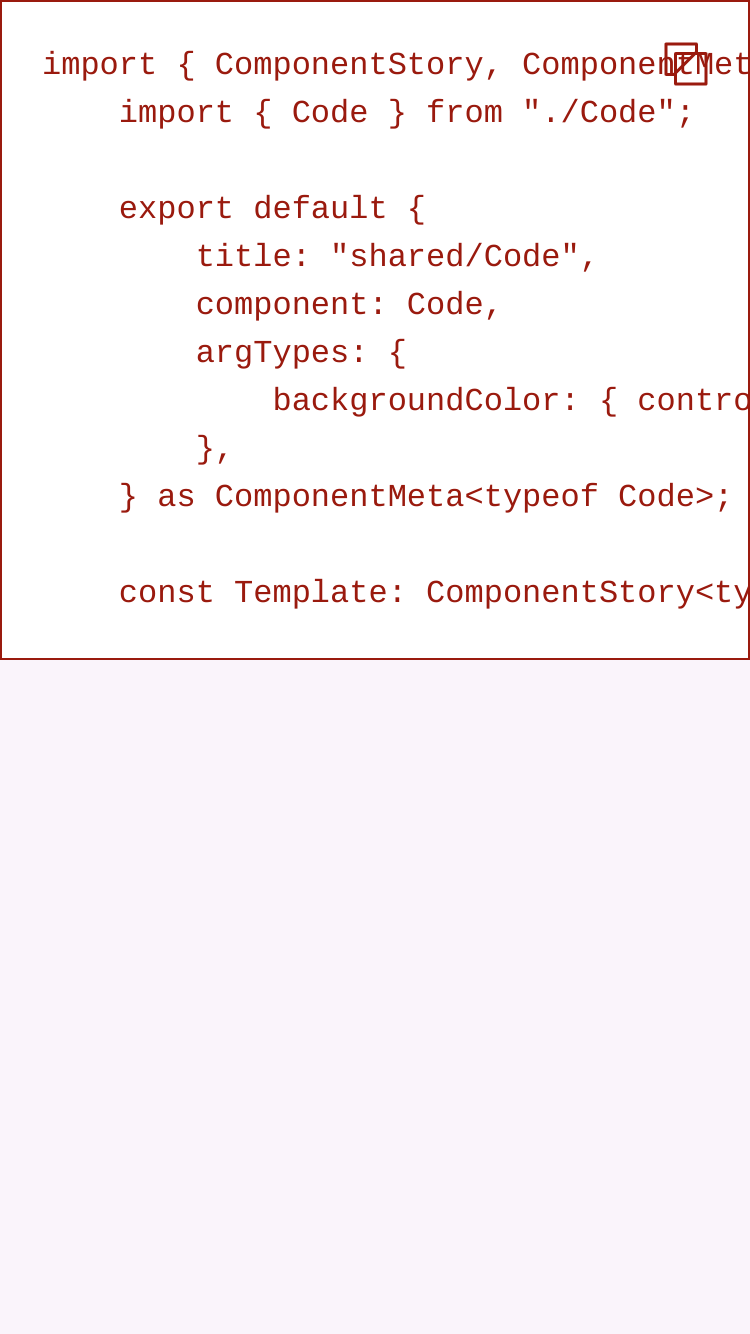 import { ComponentStory, ComponentMet
import { Code } from "./Code";
export default {
title: "shared/Code",
component: Code,
argTypes: {
backgroundColor: { contro
},
} as ComponentMeta<typeof Code>;
const Template: ComponentStory<ty